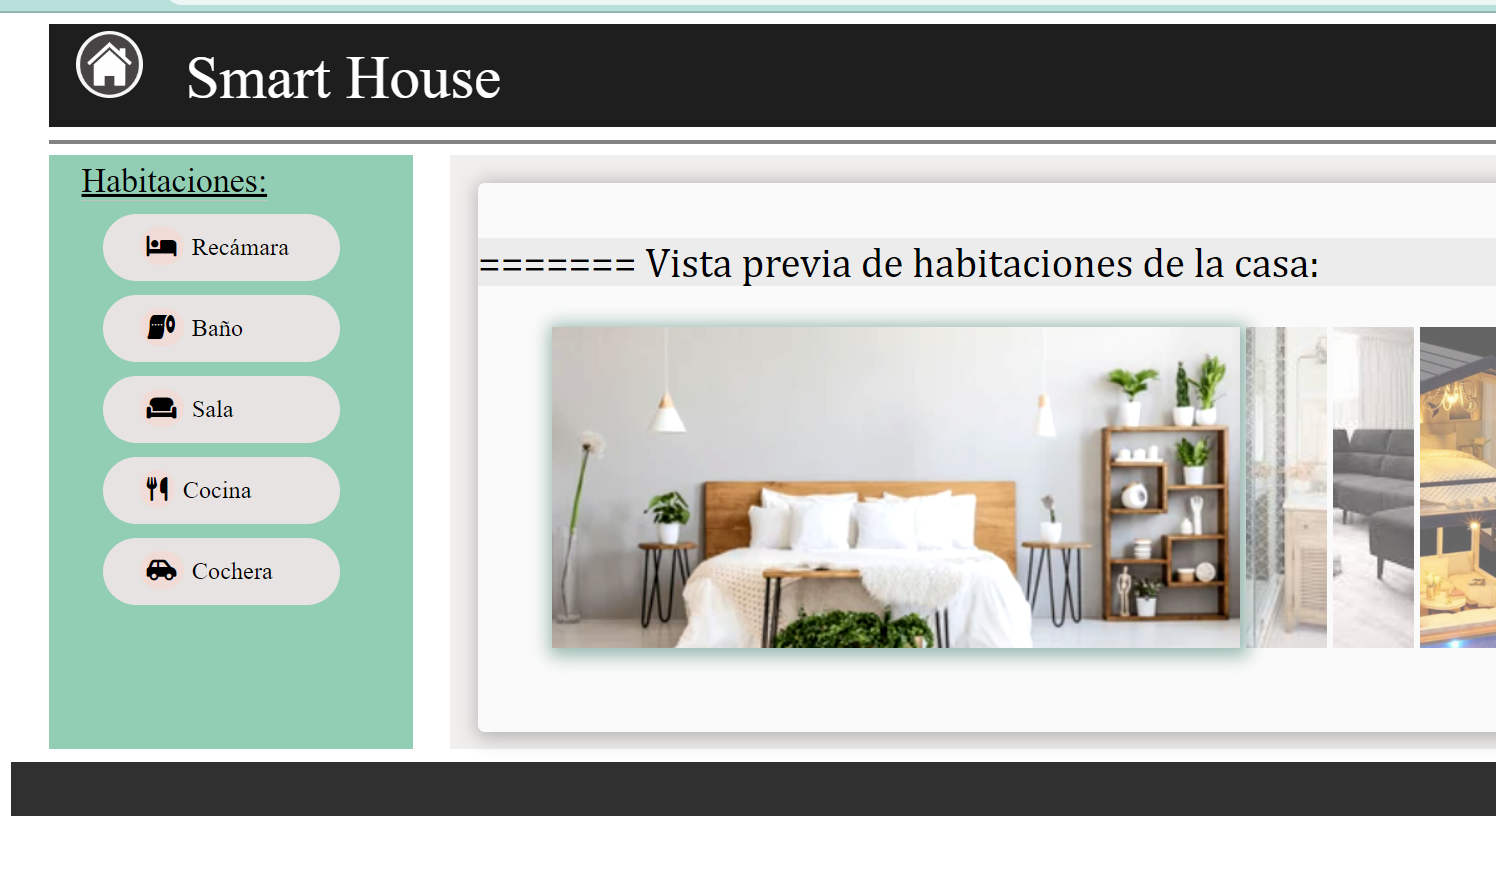 Smart House
Habitaciones:
Recámara
Baño
Sala
Cocina
Cochera
======= Vista previa de habitaciones de la casa: